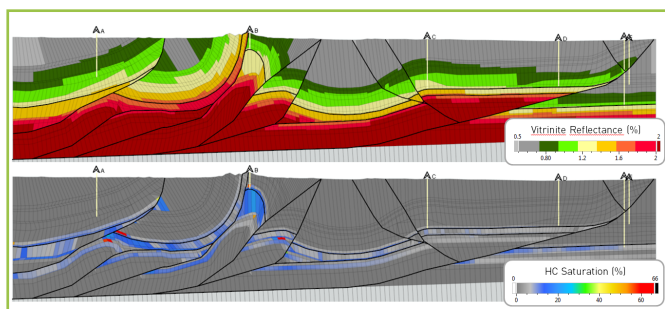 A
B
C
D
Vitrinite Reflectance (%)
0.5
2
0.80
1.2
1.6
2
A
B
C
D
HC Saturation (%)
0
66
0
20
40
60